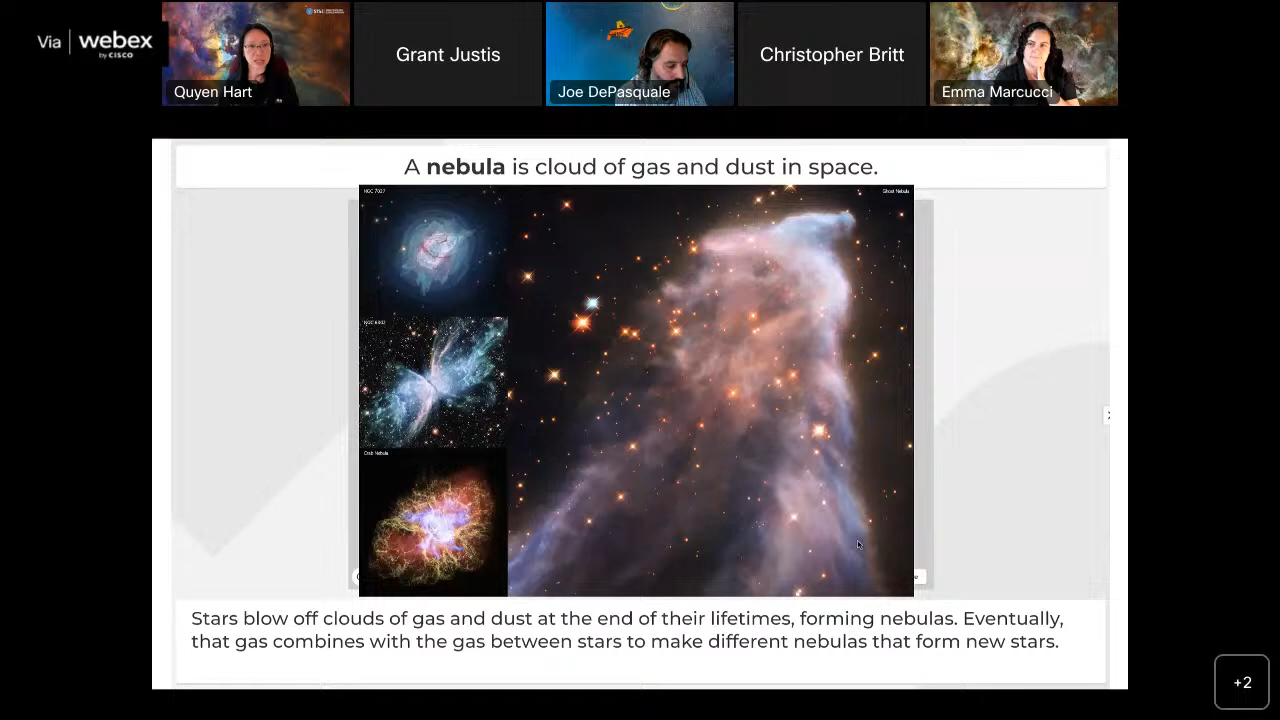 Via | webex
by CISCO
Quyen Hart
Grant Justis
Joe DePasquale
Christopher Britt
Emma Marcucci
A nebula is cloud of gas and dust in space.
NGC 7027
Ghost Nebula
NGC 6302
Crab Nebula
Stars blow off clouds of gas and dust at the end of their lifetimes, forming nebulas. Eventually,
that gas combines with the gas between stars to make different nebulas that form new stars.
+2